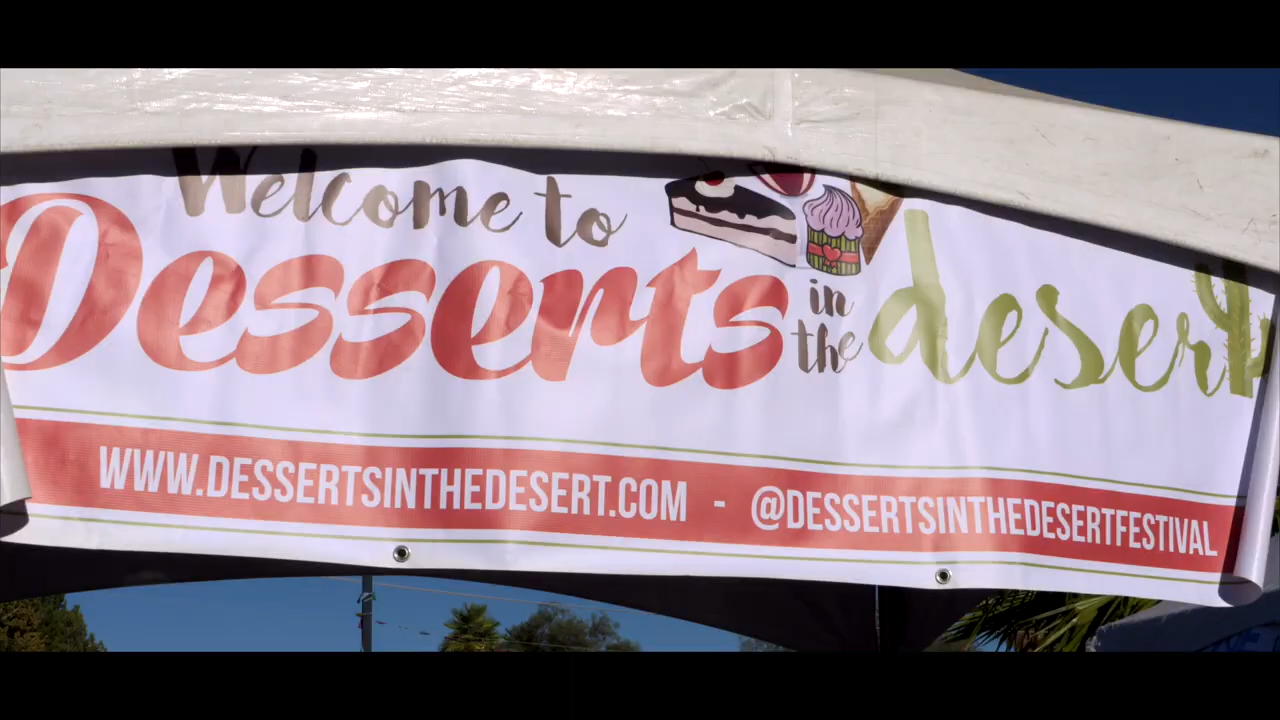 Welcome to
Desserts in the desert
WWW.DESSERTSINTHEDESERT.COM - @DESSERTSINTHEDESERTFESTIVAL